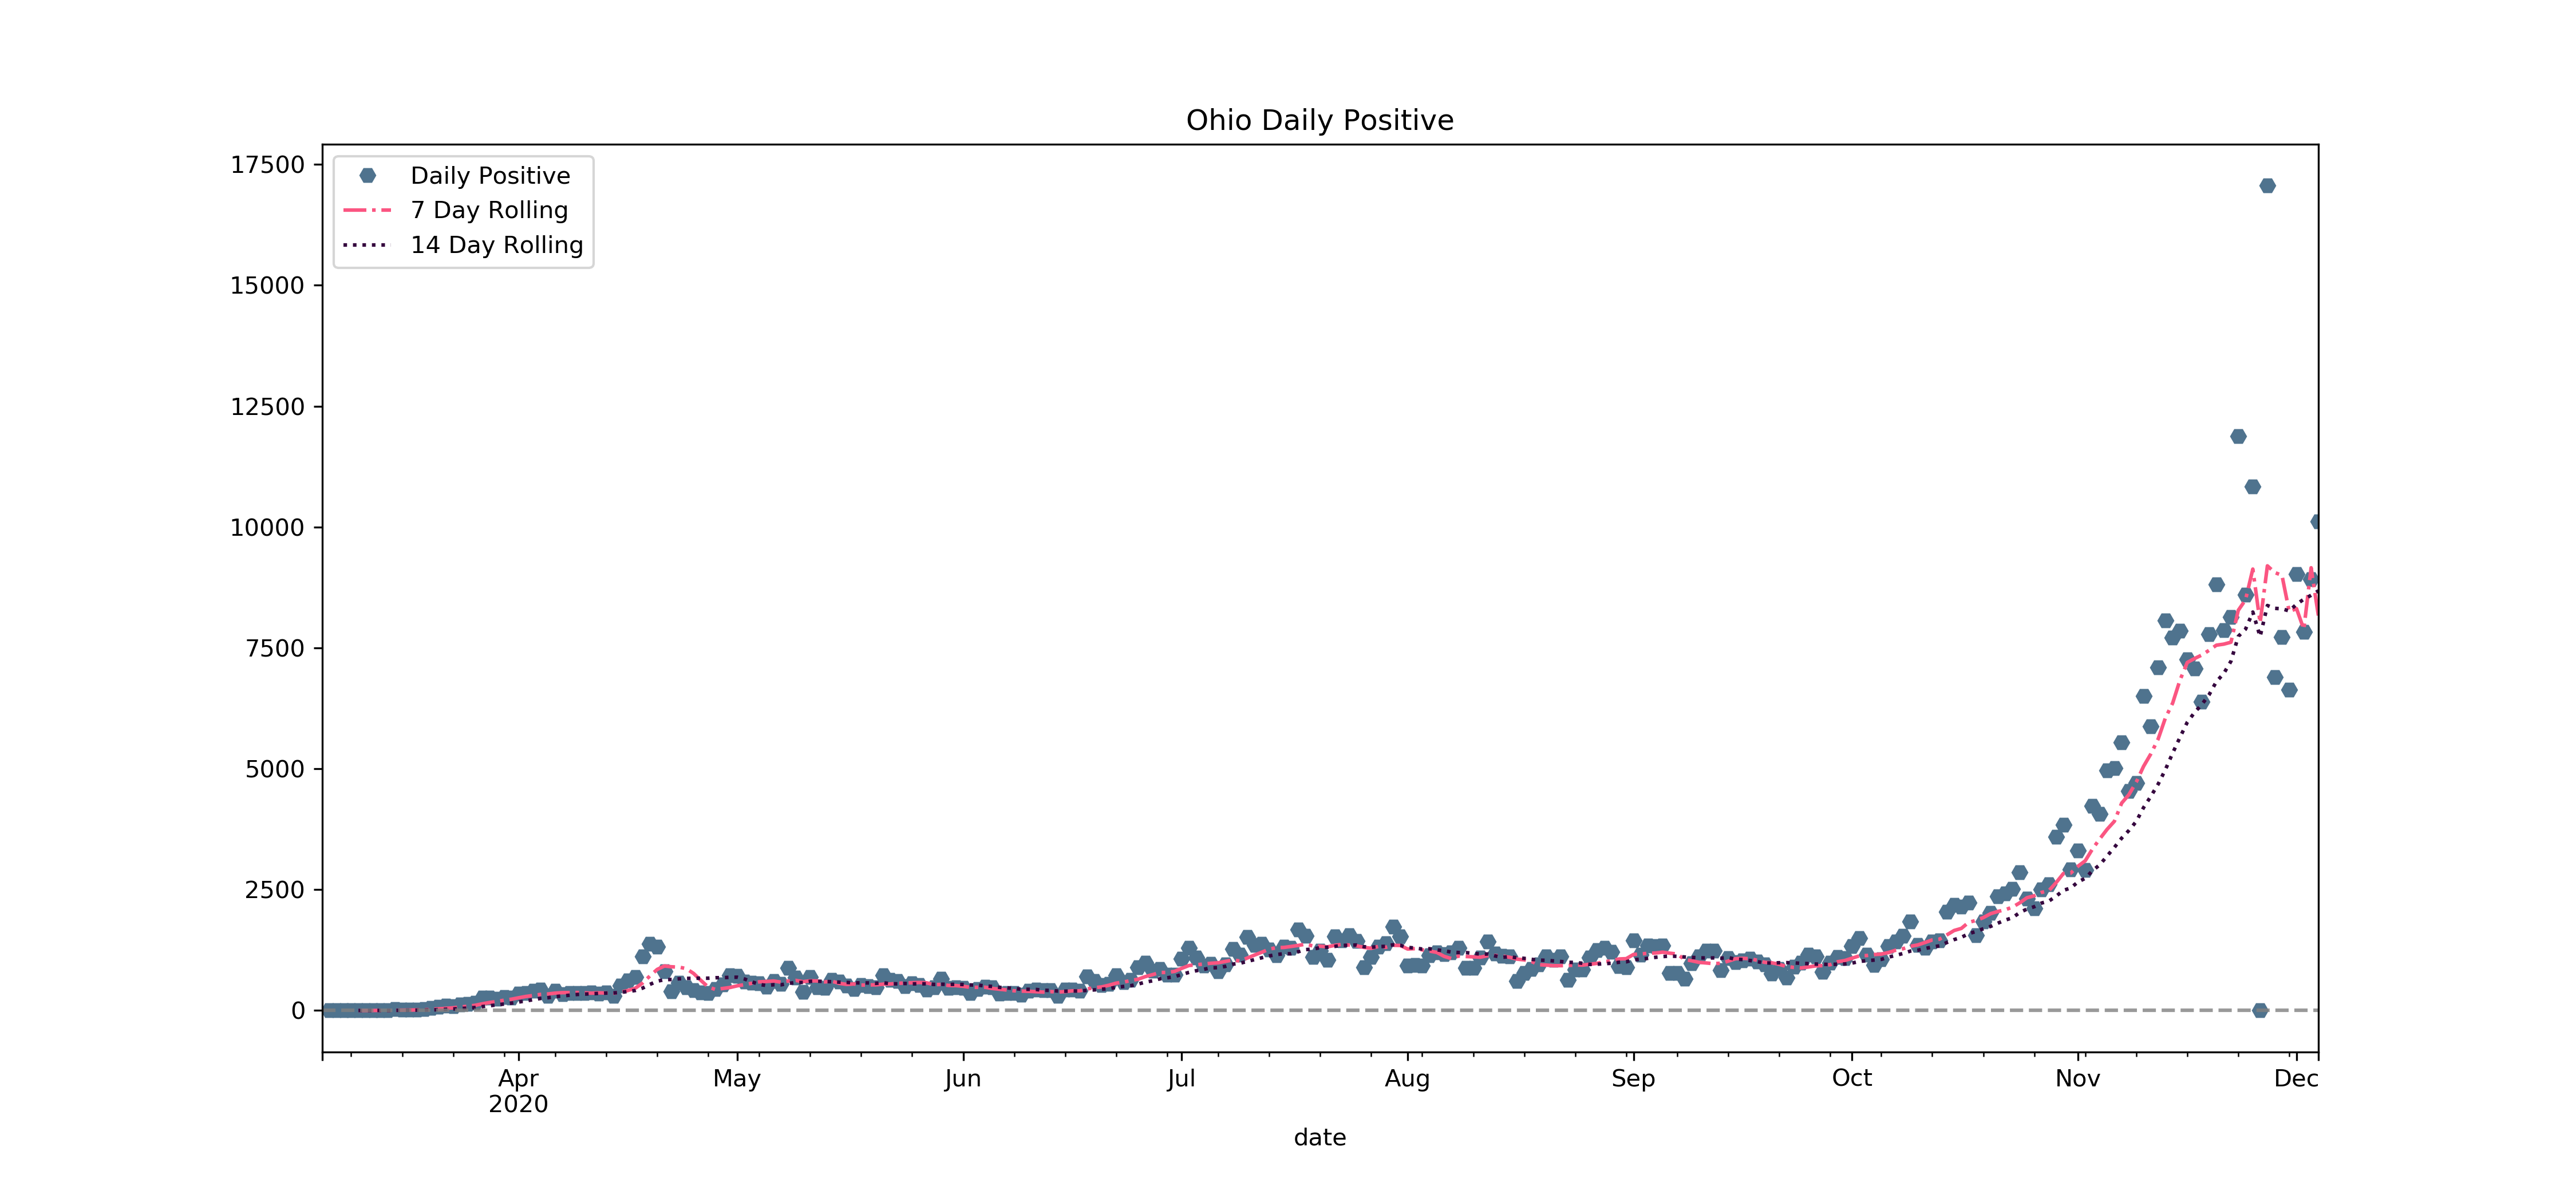 Ohio Daily Positive
Daily Positive
7 Day Rolling
14 Day Rolling
17500
15000
12500
10000
7500
5000
2500
0
Apr May Jun Jul Aug Sep Oct Nov Dec
2020
date